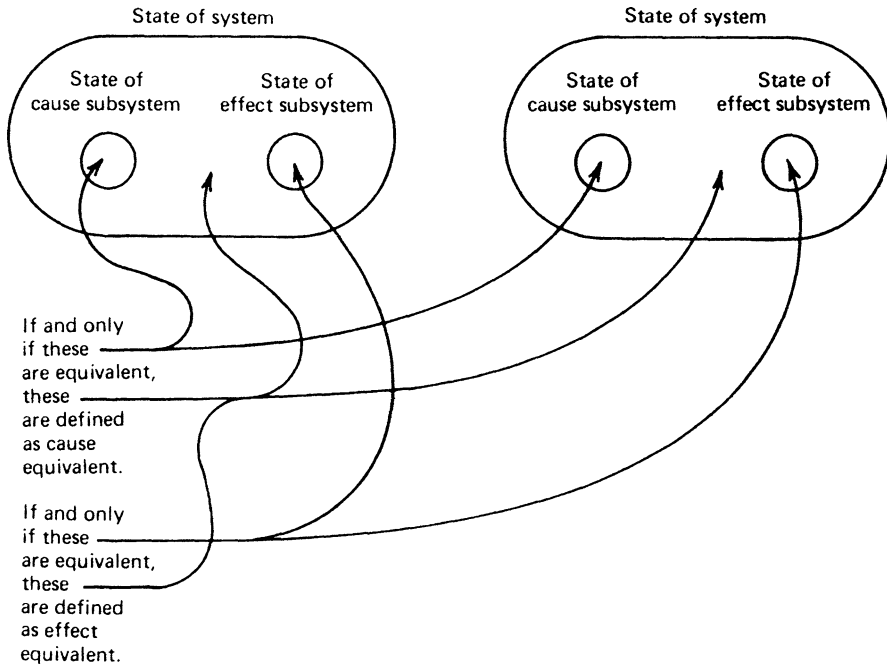 State of system
State of
cause subsystem
State of
effect subsystem
State of system
State of
cause subsystem
State of
effect subsystem
If and only
if these
are equivalent,
these
are defined
as cause
equivalent.
If and only
if these
are equivalent,
these
are defined
as effect
equivalent.